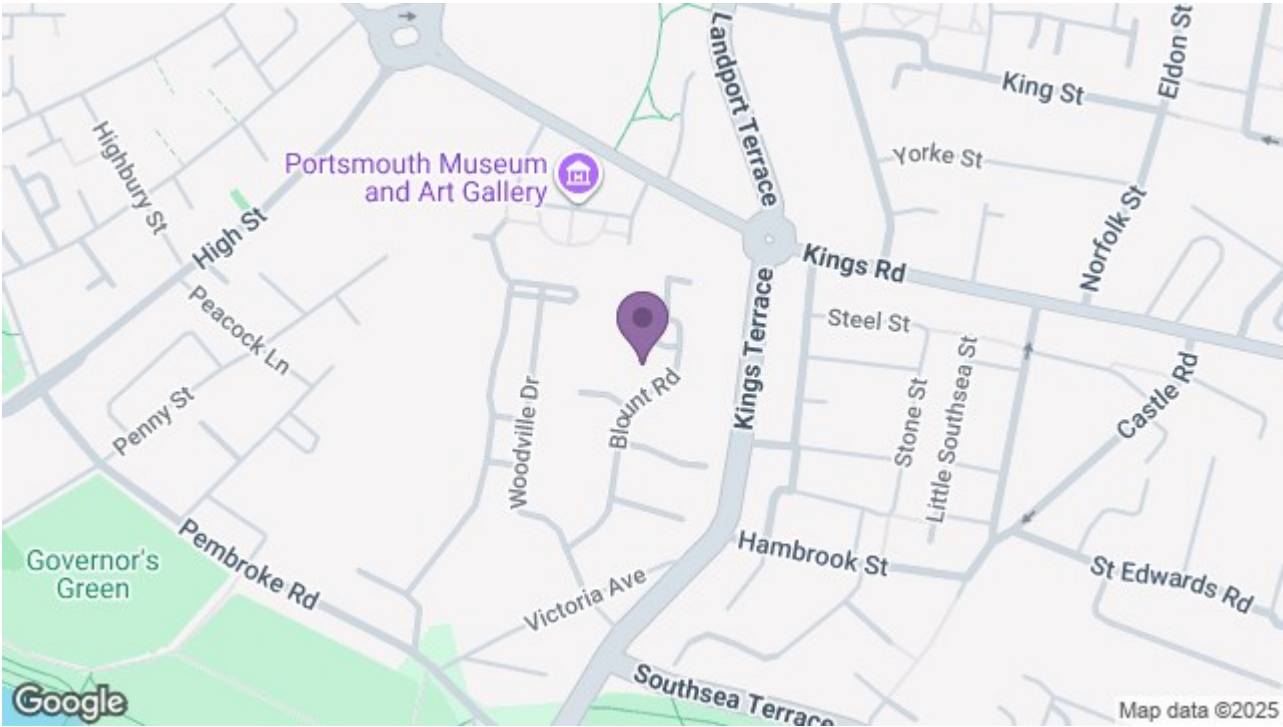 Landport Terrace
Eldon St
King St
Highbury St
Portsmouth Museum
and Art Gallery
Yorke St
High St
Norfolk St
Kings Rd
Peacock Ln
Steel St
Kings Terrace
Penny St
Woodville Dr
Blount Rd
Stone St
Little Southsea St
Castle Rd
Governor's
Green
Pembroke Rd
Hambrook St
St Edwards Rd
Victoria Ave
Southsea Terrace
Google
Map data ©2025